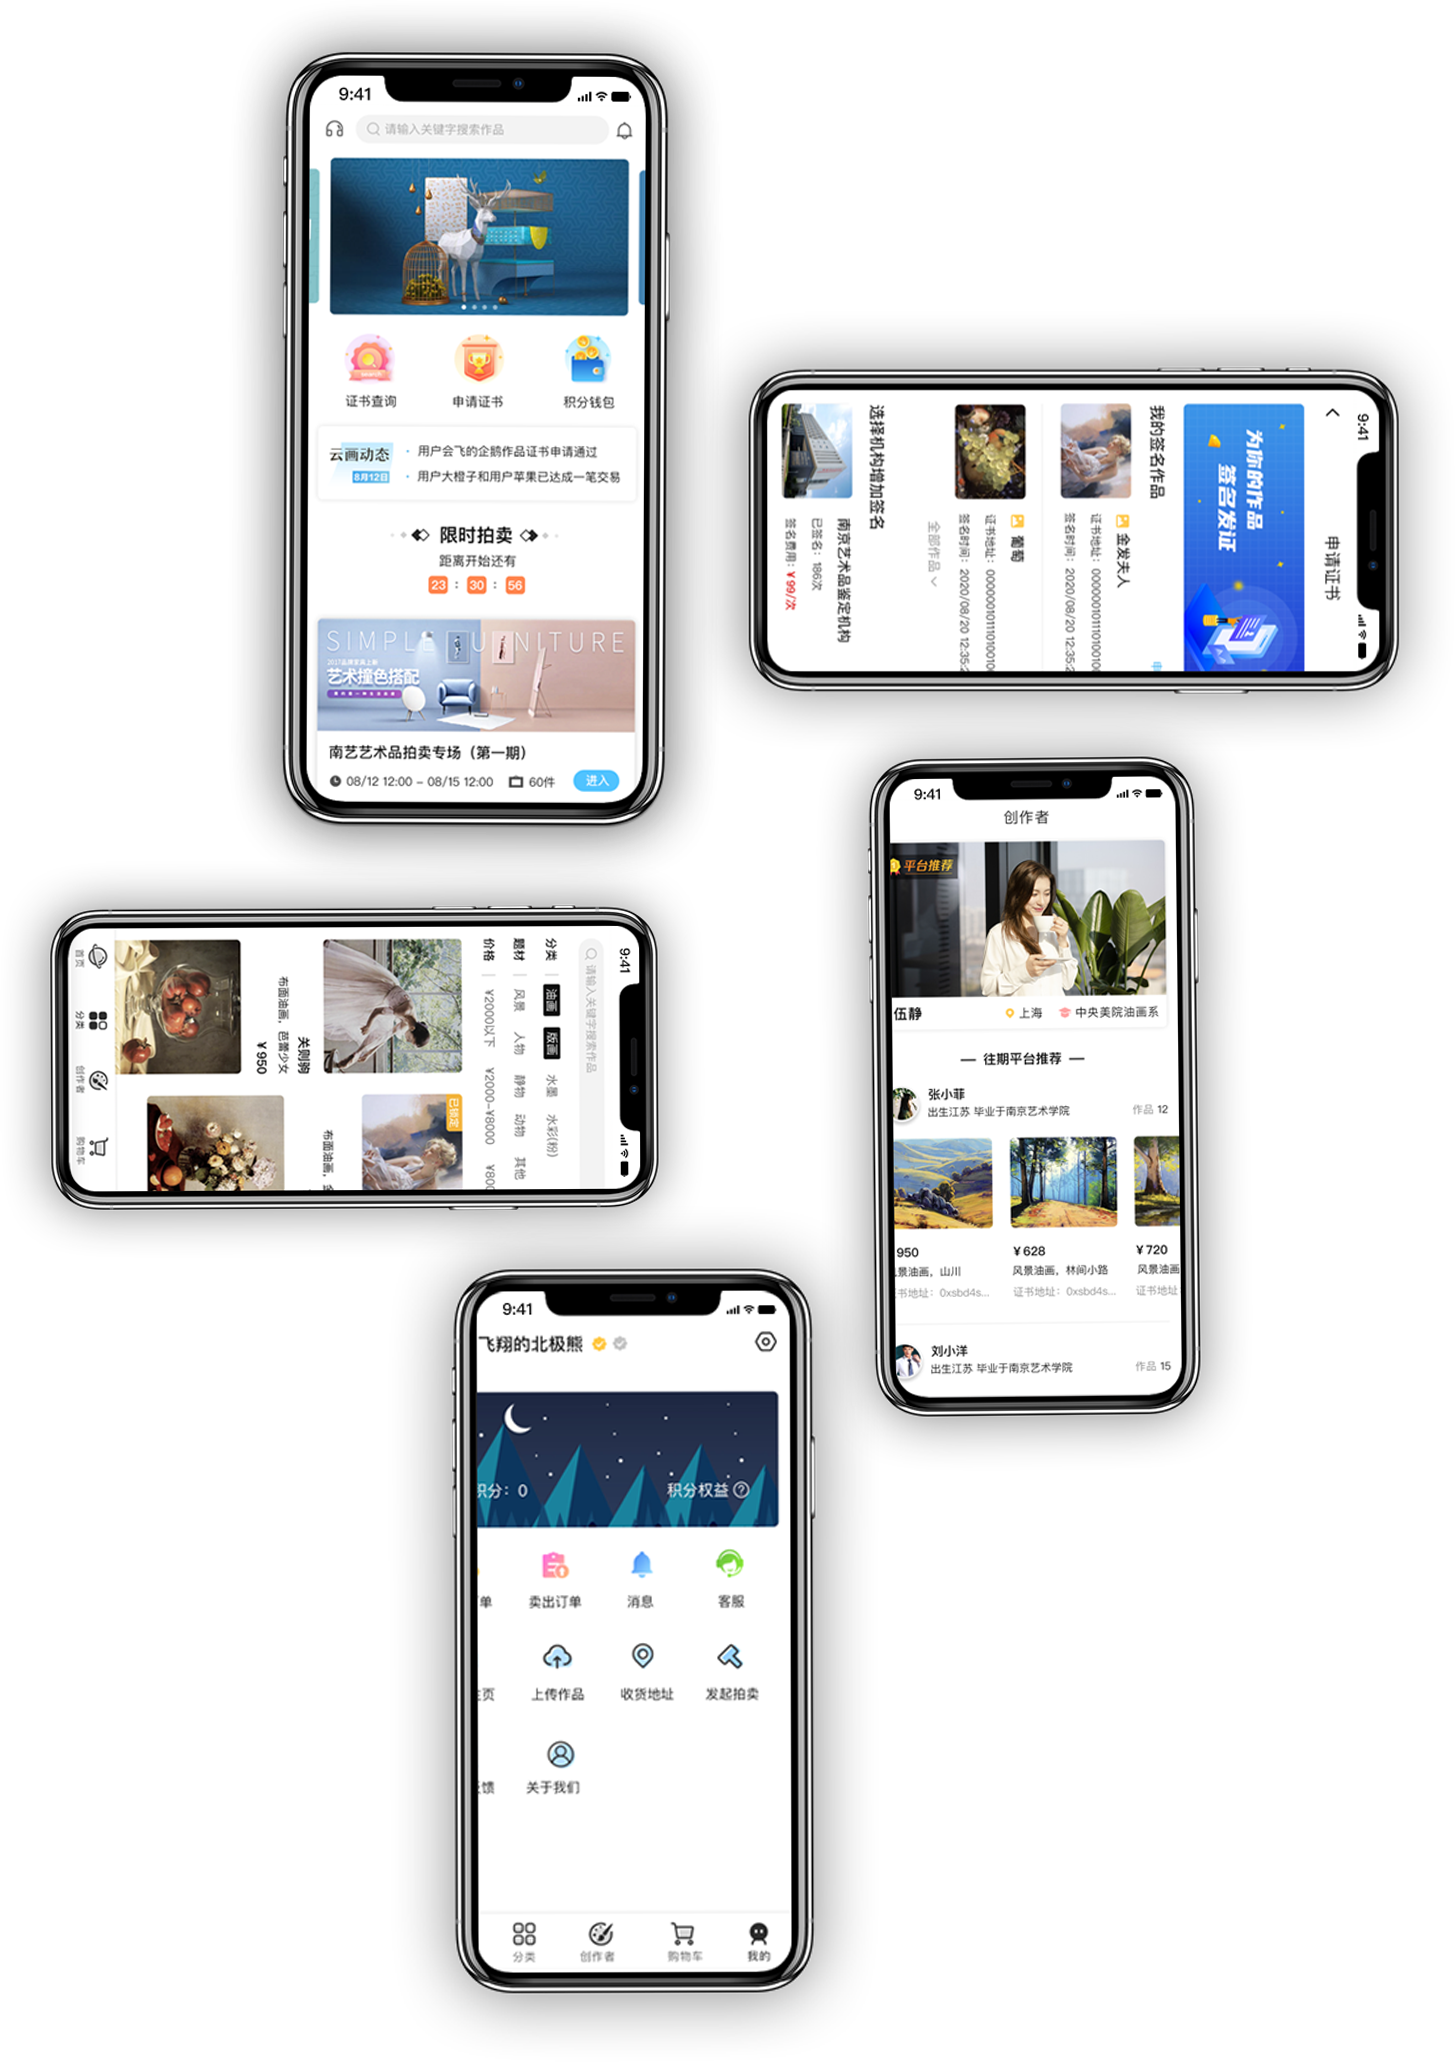 9:41
请输入关键字搜索作品
证书查询
申请证书
积分钱包
云画动态
8月12日
用户会飞的企鹅作品证书申请通过
用户大橙子和用户苹果已达成一笔交易
限时拍卖
距离开始还有
23 : 30 : 56
2017品牌家具上新
艺术撞色搭配
南艺艺术品拍卖专场（第一期）
08/12 12:00 – 08/15 12:00
60件
进入
9:41
申请证书
为你的作品
签名发证
我的签名作品
金发夫人
签名时间：2020/08/20 12:35:2
葡萄
签名时间：2020/08/20 12:35:2
全部作品
选择机构增加签名
南京艺术品鉴定机构
已签名：186次
签名费用：¥99/次
9:41
创作者
平台推荐
伍静
上海
中央美院油画系
往期平台推荐
张小菲
出生江苏 毕业于南京艺术学院
作品 12
950
¥628
¥720
景油画，山川
风景油画，林间小路
风景油画
书地址：0xsbd4s...
证书地址：0xsbd4s...
证书地址
刘小洋
出生江苏 毕业于南京艺术学院
作品 15
9:41
请输入关键字搜索作品
分类 油画 版画 水墨 水彩(粉)
题材 风景 人物 静物 动物 其他
价格 ¥2000以下 ¥2000-¥8000 ¥800
已锁定
关则驹
布面油画，芭蕾少女
¥950
布面油画，
首页
分类
创作者
购物车
9:41
飞翔的北极熊
积分：0
积分权益
单
卖出订单
消息
客服
页
上传作品
收货地址
发起拍卖
馈
关于我们
分类
创作者
购物车
我的